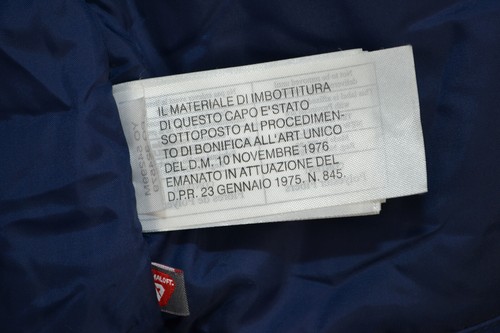 IL MATERIALE DI IMBOTTITURA
DI QUESTO CAPO E'STATO
SOTTOPOSTO AL PROCEDIMEN-
TO DI BONIFICA ALL'ART UNICO
DEL D.M, 10 NOVEMBRE 1976
EMANATO IN ATTUAZIONE DEL
D.P.R. 23 GENNAIO 1975. N. 845.